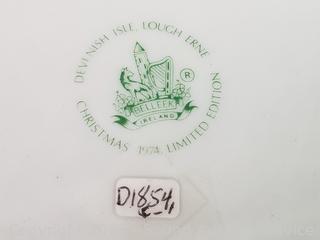 DEVENISH ISLE, LOUGH ERNE
®
BELLEEK
IRELAND
CHRISTMAS 1974, LIMITED EDITION
D1854